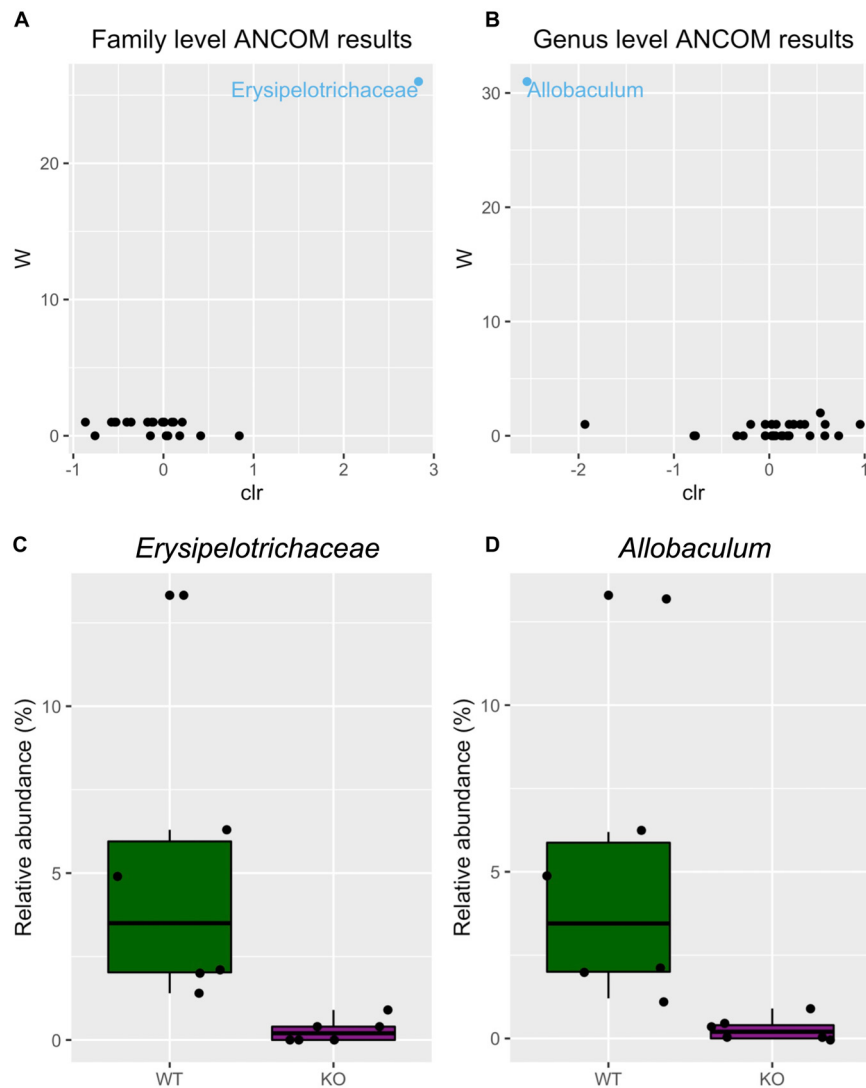 A
Family level ANCOM results
Erysipelotrichaceae
20
10
0
W
-1 0 1 2 3
clr
B
Genus level ANCOM results
Allobaculum
30
20
10
0
W
-2 -1 0 1
clr
C
Erysipelotrichaceae
10
5
0
Relative abundance (%)
WT KO
D
Allobaculum
10
5
0
Relative abundance (%)
WT KO